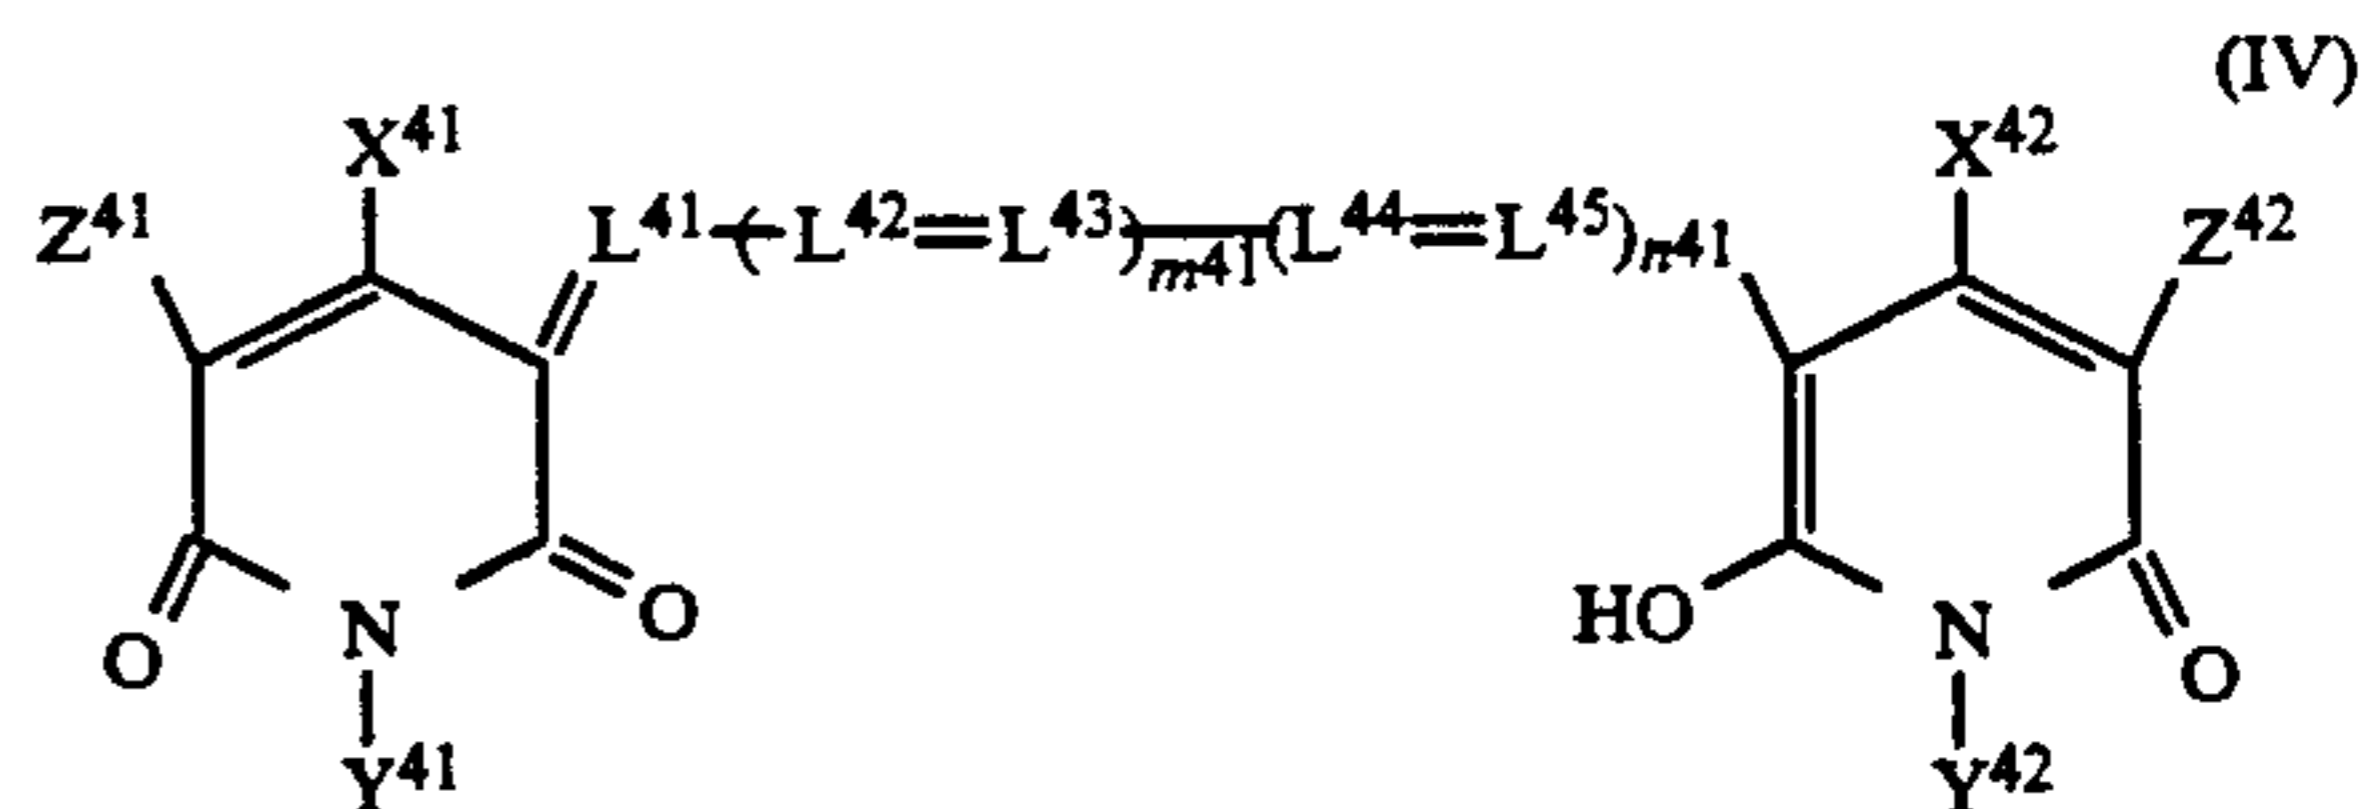 (IV)
X41 X42
Z41 L41-(-L42=L43)m41(L44=L45)n41 Z42
O N O HO N O
Y41 Y42